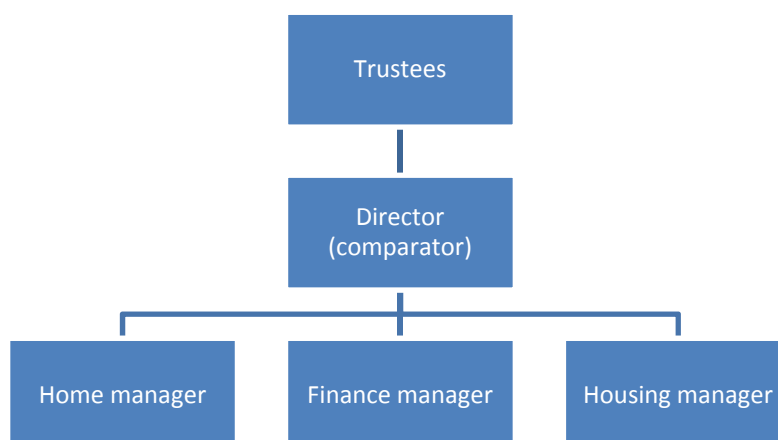 Trustees
Director
(comparator)
Home manager
Finance manager
Housing manager